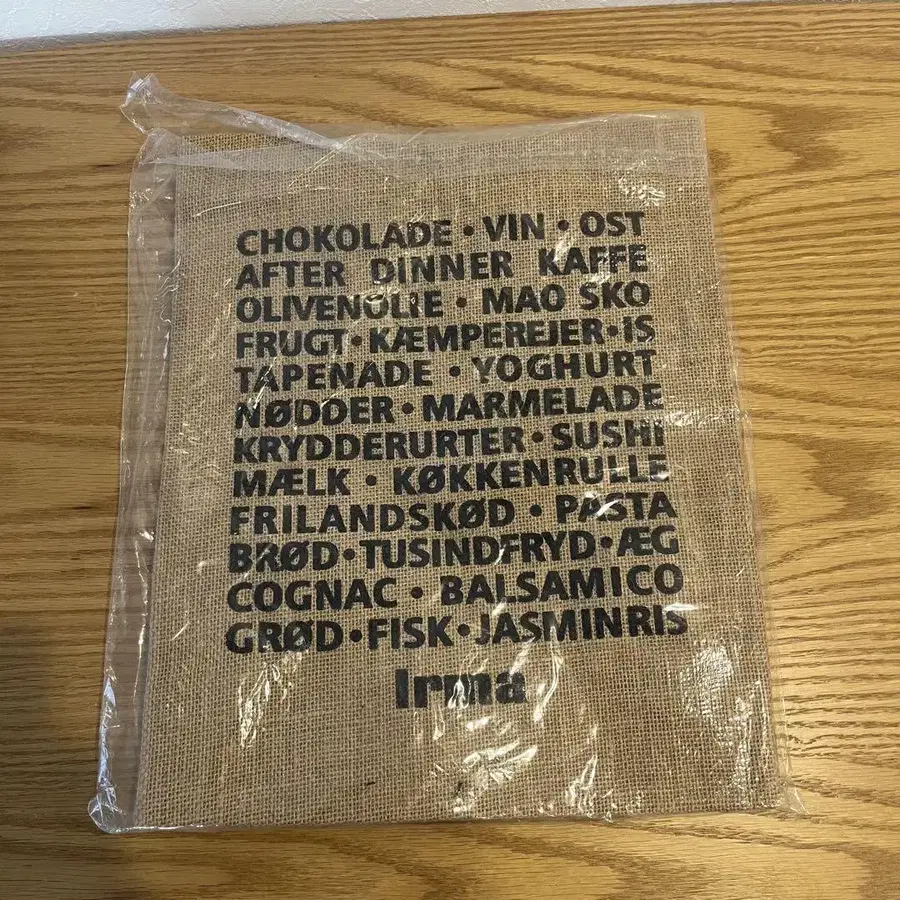 CHOKOLADE • VIN • OST
AFTER DINNER KAFFE
OLIVENOLIE • MAO SKO
FRUGT • KÆMPEREJER • IS
TAPENADE • YOGHURT
NØDDER • MARMELADE
KRYDDERURTER • SUSHI
MÆLK • KØKKENRULLE
FRILANDSKØD • PASTA
BRØD • TUSINDFRYD • ÆG
COGNAC • BALSAMICO
GRØD • FISK • JASMINRIS
Irma